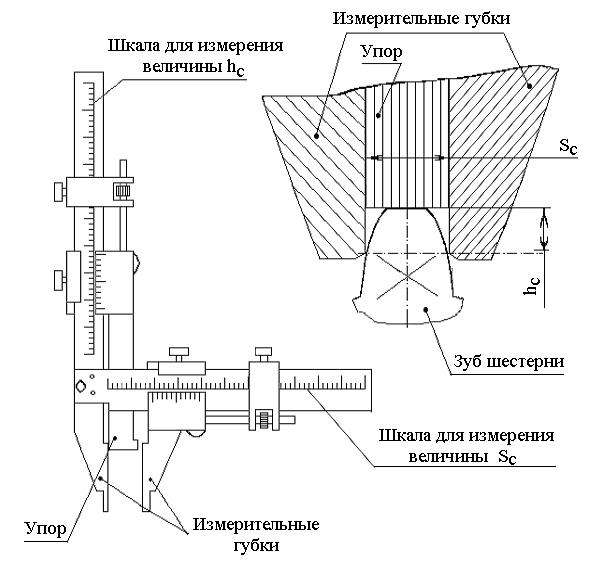 Измерительные губки
Шкала для измерения
величины hc
Упор
Sc
hc
Зуб шестерни
Шкала для измерения
величины Sc
Упор
Измерительные
губки